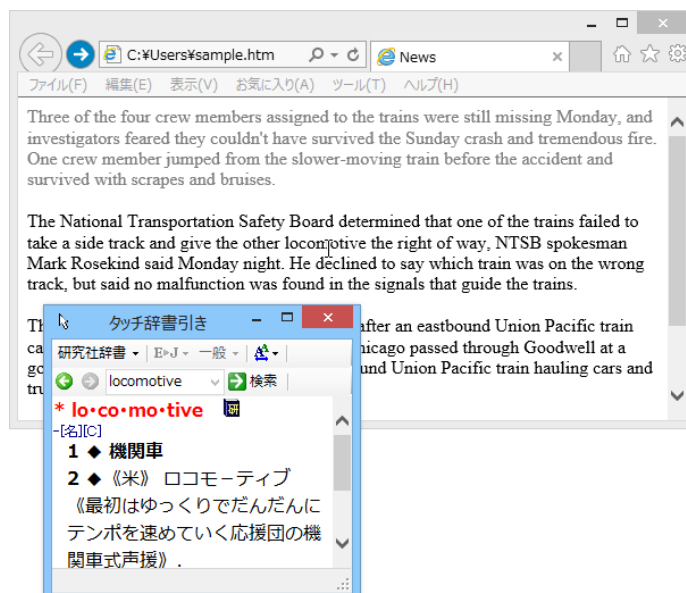 C:¥Users¥sample.htm
News
ファイル(F) 編集(E) 表示(V) お気に入り(A) ツール(T) ヘルプ(H)
Three of the four crew members assigned to the trains were still missing Monday, and
investigators feared they couldn't have survived the Sunday crash and tremendous fire.
One crew member jumped from the slower-moving train before the accident and
survived with scrapes and bruises.
The National Transportation Safety Board determined that one of the trains failed to
take a side track and give the other locomotive the right of way, NTSB spokesman
Mark Rosekind said Monday night. He declined to say which train was on the wrong
track, but said no malfunction was found in the signals that guide the trains.
Th after an eastbound Union Pacific train
ca icago passed through Goodwell at a
go und Union Pacific train hauling cars and
tru
タッチ辞書引き
研究社辞書 E▸J 一般 A
locomotive 検索
* lo・co・mo・tive 研
-[名][C]
1 ◆ 機関車
2 ◆《米》 ロコモーティブ
《最初はゆっくりでだんだんに
テンポを速めていく応援団の機
関車式声援》.